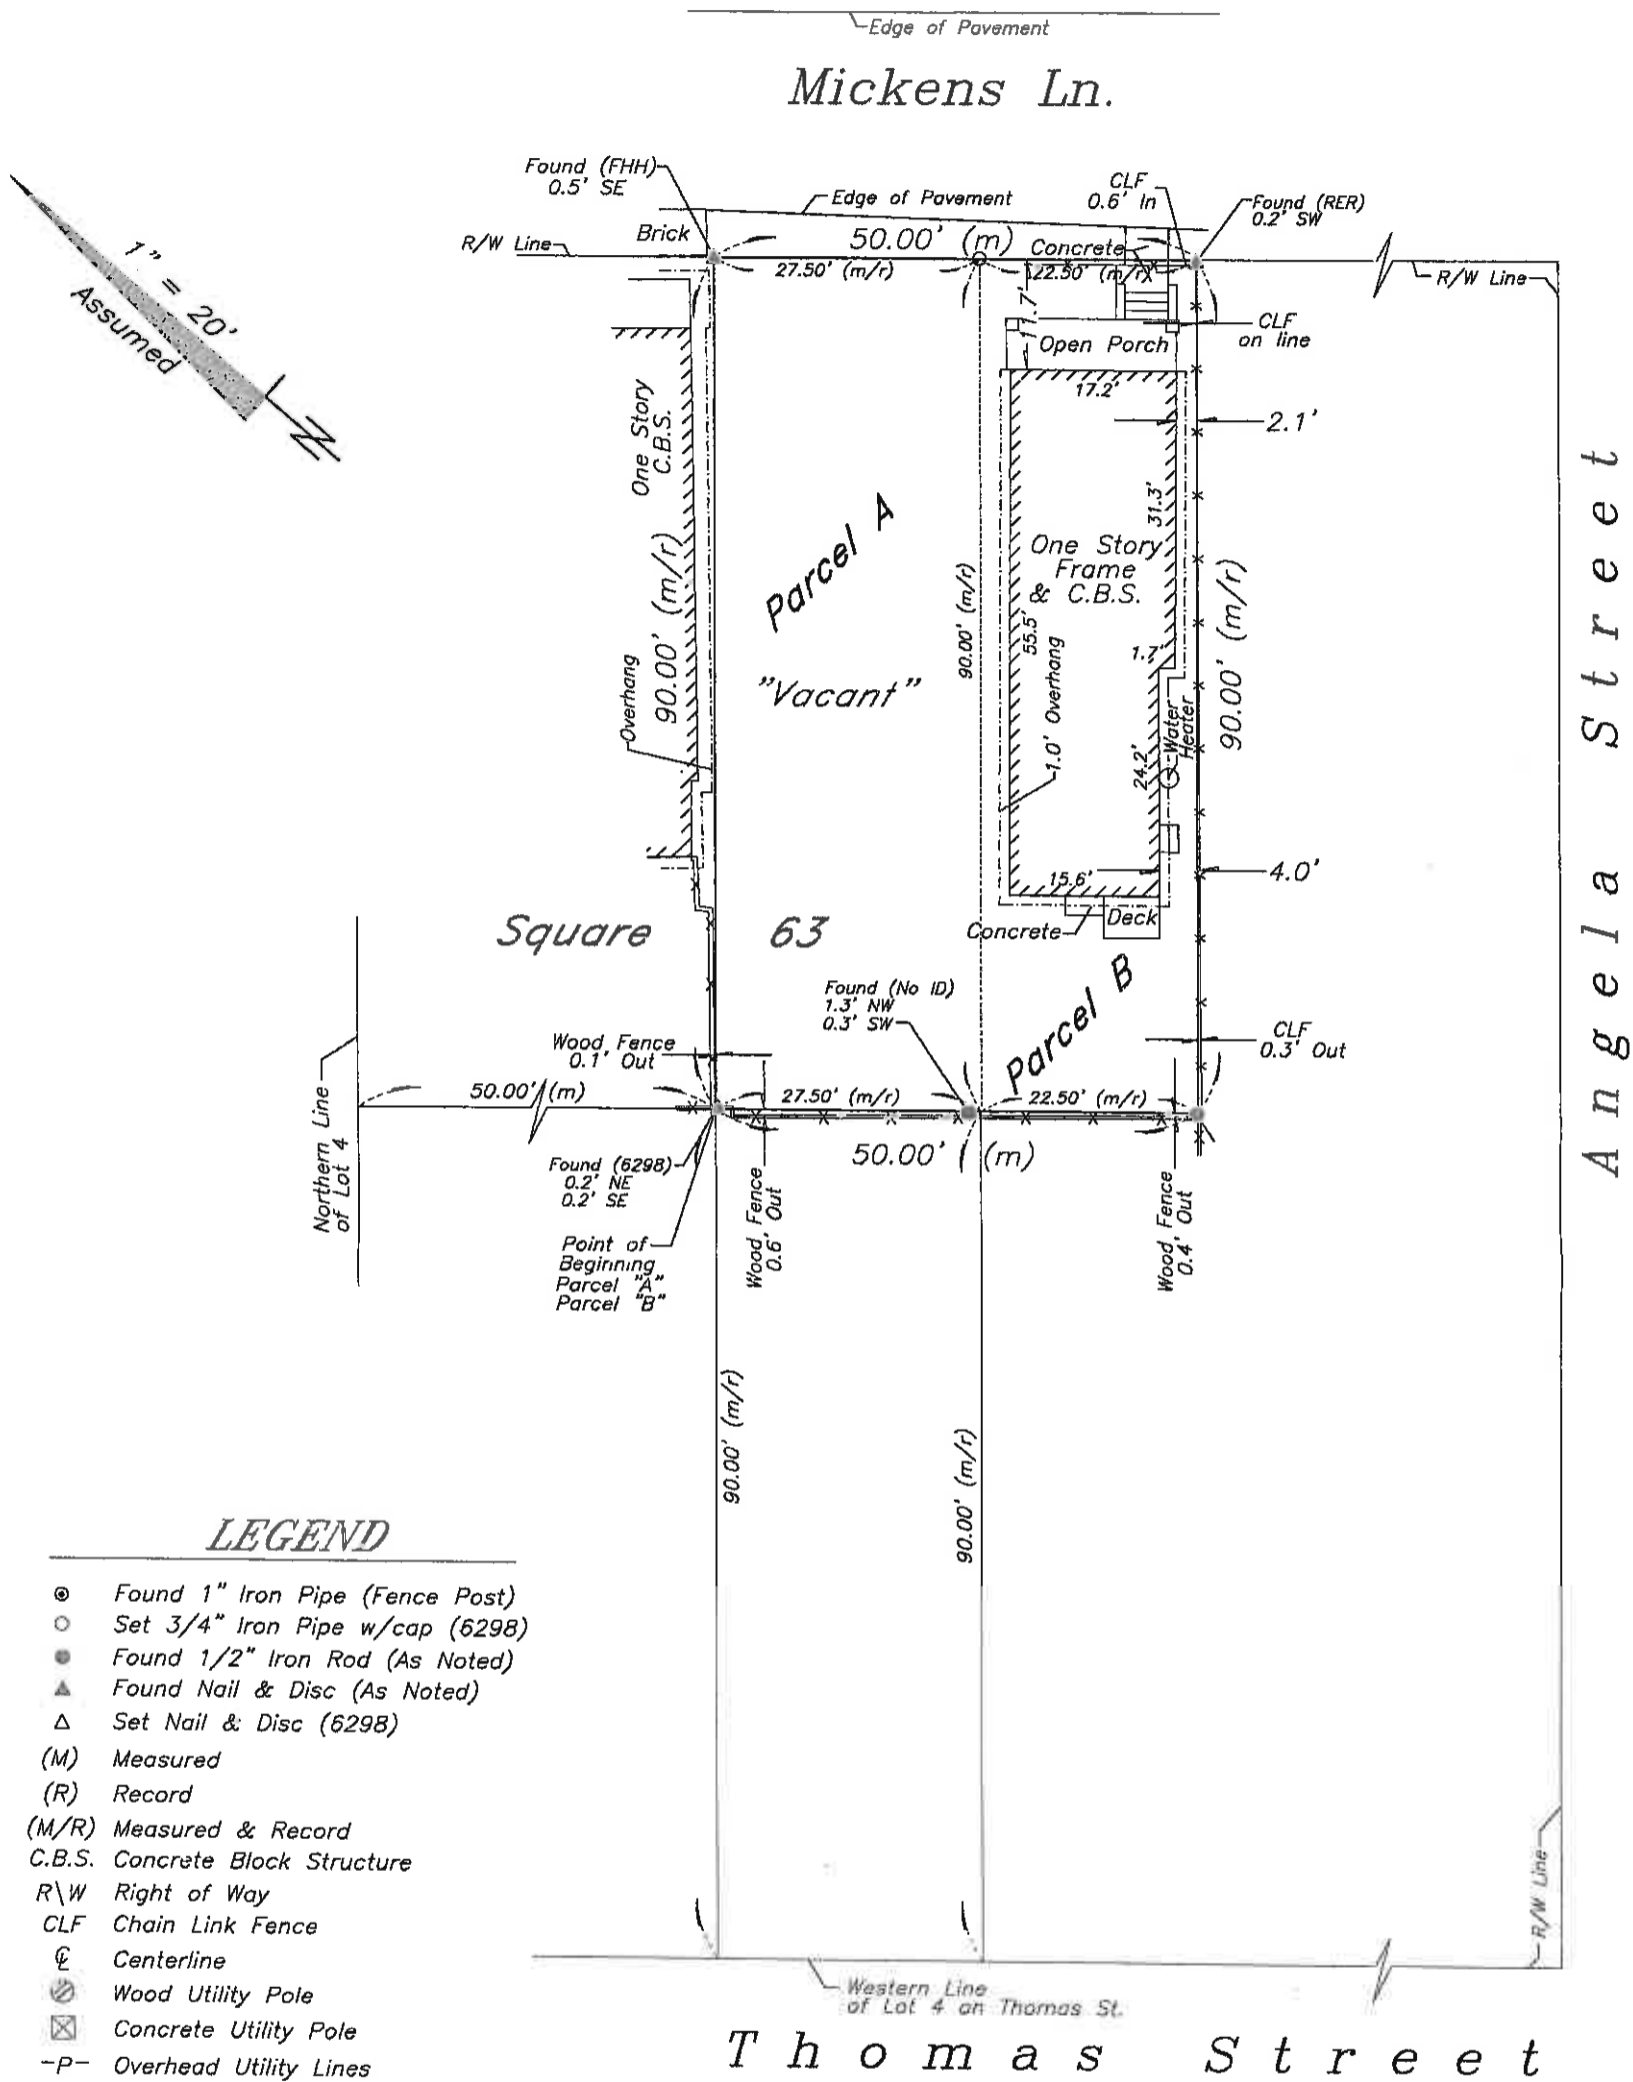 Edge of Pavement
Mickens Ln.
Found (FHH)
0.5' SE
Edge of Pavement
CLF
0.6' In
Found (RER)
0.2' SW
R/W Line
Brick
50.00' (m)
Concrete
27.50' (m/r)
22.50' (m/r)
R/W Line
1" = 20'
Assumed
N
17.7'
CLF
on line
Open Porch
17.2'
2.1'
One Story
C.B.S.
31.3'
Parcel A
One Story
Frame
& C.B.S.
90.00' (m/r)
90.00' (m/r)
90.00' (m/r)
55.5'
1.0' Overhang
1.7'
Overhang
"Vacant"
Water
Heater
24.2'
15.6'
4.0'
Concrete
Deck
Square 63
Angela Street
Found (No ID)
1.3' NW
0.3' SW
Parcel B
Wood Fence
0.1' Out
CLF
0.3' Out
Northern Line
of Lot 4
50.00' (m)
27.50' (m/r)
22.50' (m/r)
50.00' (m)
Found (6298)
0.2' NE
0.2' SE
Wood Fence
0.6' Out
Wood Fence
0.4' Out
Point of
Beginning
Parcel "A"
Parcel "B"
90.00' (m/r)
90.00' (m/r)
LEGEND
Found 1" Iron Pipe (Fence Post)
Set 3/4" Iron Pipe w/cap (6298)
Found 1/2" Iron Rod (As Noted)
Found Nail & Disc (As Noted)
Set Nail & Disc (6298)
(M) Measured
(R) Record
(M/R) Measured & Record
C.B.S. Concrete Block Structure
R\W Right of Way
CLF Chain Link Fence
℄ Centerline
Wood Utility Pole
Concrete Utility Pole
-P- Overhead Utility Lines
R/W Line
Western Line
of Lot 4 on Thomas St.
Thomas Street